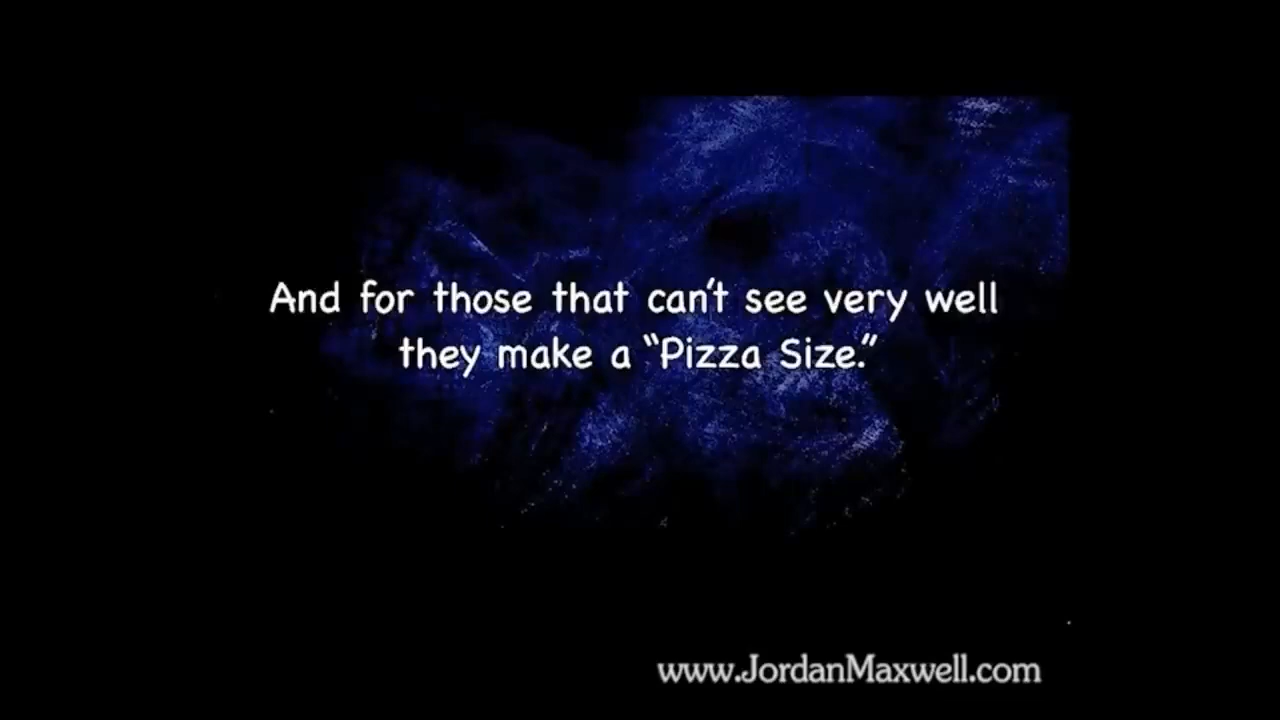 And for those that can't see very well
they make a “Pizza Size.”
www.JordanMaxwell.com